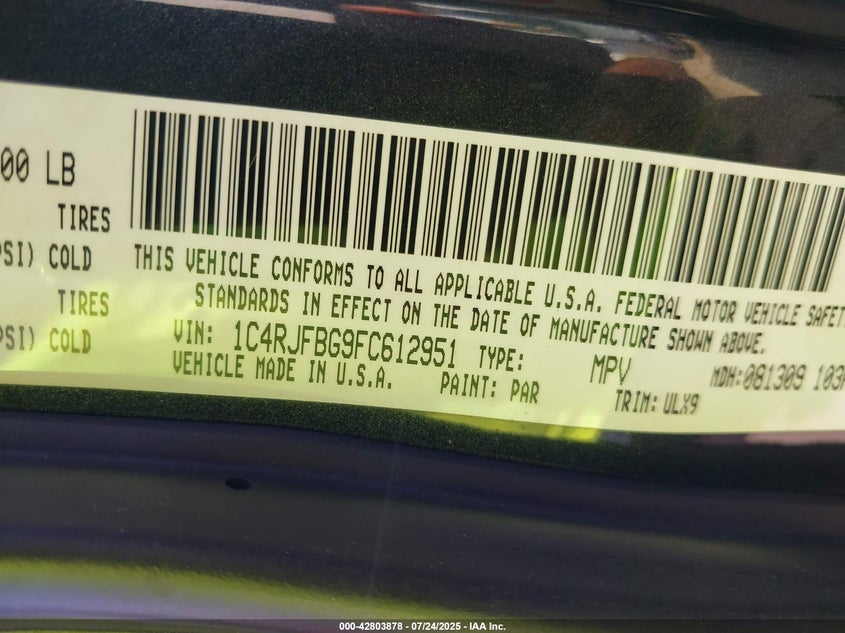 00 LB
TIRES
PSI) COLD
TIRES
PSI) COLD
THIS VEHICLE CONFORMS TO ALL APPLICABLE U.S.A. FEDERAL MOTOR VEHICLE SAFET
STANDARDS IN EFFECT ON THE DATE OF MANUFACTURE SHOWN ABOVE.
VIN: 1C4RJFBG9FC612951 TYPE: MPV MDH:081309 103
VEHICLE MADE IN U.S.A. PAINT: PAR TRIM: ULX9
000-42803878 - 07/24/2025 - IAA Inc.